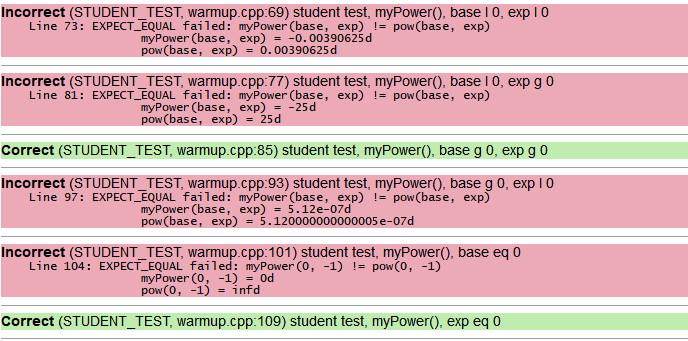 Incorrect (STUDENT_TEST, warmup.cpp:69) student test, myPower(), base l 0, exp l 0
Line 73: EXPECT_EQUAL failed: myPower(base, exp) != pow(base, exp)
myPower(base, exp) = -0.00390625d
pow(base, exp) = 0.00390625d
Incorrect (STUDENT_TEST, warmup.cpp:77) student test, myPower(), base l 0, exp g 0
Line 81: EXPECT_EQUAL failed: myPower(base, exp) != pow(base, exp)
myPower(base, exp) = -25d
pow(base, exp) = 25d
Correct (STUDENT_TEST, warmup.cpp:85) student test, myPower(), base g 0, exp g 0
Incorrect (STUDENT_TEST, warmup.cpp:93) student test, myPower(), base g 0, exp l 0
Line 97: EXPECT_EQUAL failed: myPower(base, exp) != pow(base, exp)
myPower(base, exp) = 5.12e-07d
pow(base, exp) = 5.120000000000005e-07d
Incorrect (STUDENT_TEST, warmup.cpp:101) student test, myPower(), base eq 0
Line 104: EXPECT_EQUAL failed: myPower(0, -1) != pow(0, -1)
myPower(0, -1) = 0d
pow(0, -1) = infd
Correct (STUDENT_TEST, warmup.cpp:109) student test, myPower(), exp eq 0